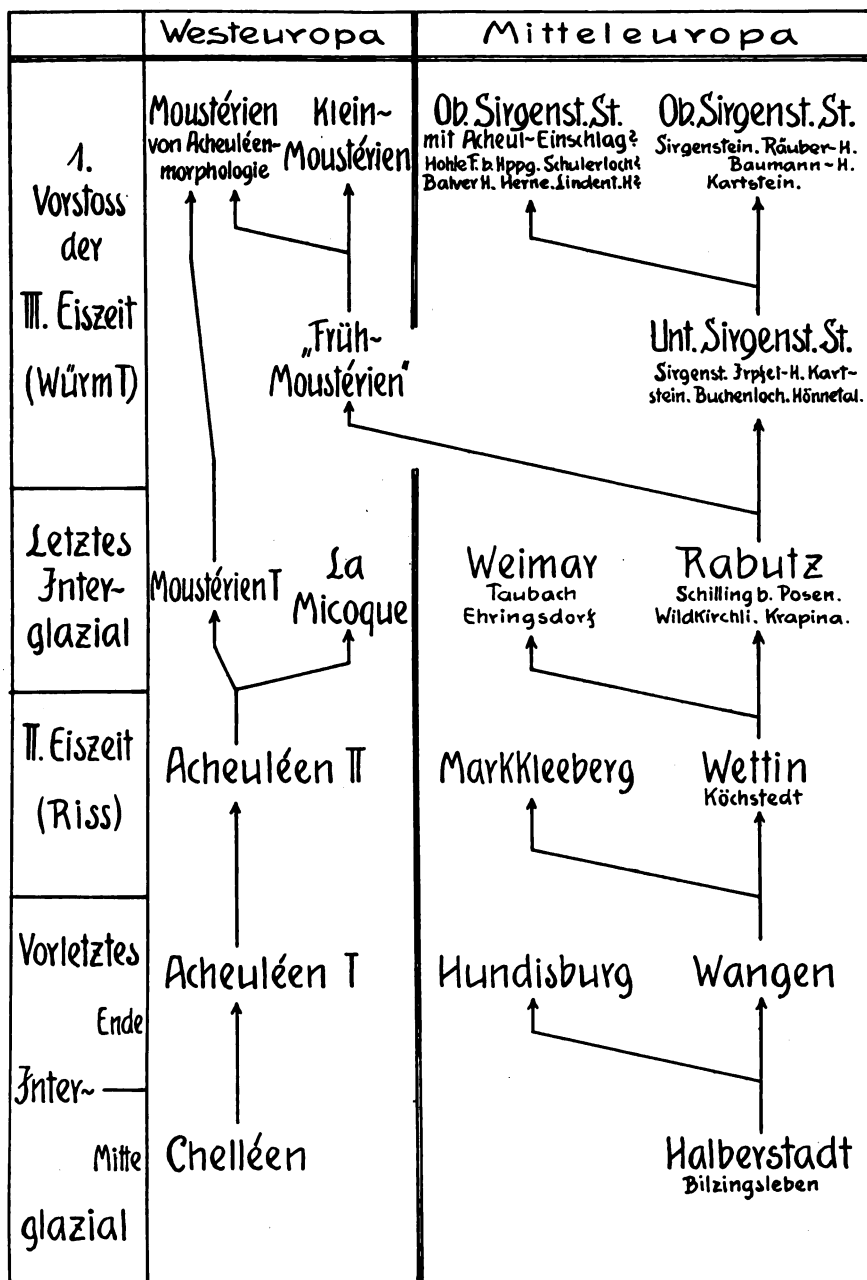 Westeuropa
Mitteleuropa
1.
Vorstoss
der
III. Eiszeit
(Würm I)
Moustérien
von Acheuléen-
morphologie
Klein-
Moustérien
Ob. Sirgenst. St.
mit Acheul-Einschlag?
Hohle F. b. Hppg. Schulerloch?
Balver H. Herne. Lindent. H?
Ob. Sirgenst. St.
Sirgenstein. Räuber-H.
Baumann-H.
Kartstein.
„Früh-
Moustérien“
Unt. Sirgenst. St.
Sirgenst. Irpfel-H. Kart-
stein. Buchenloch. Hönnetal.
Letztes
Inter-
glazial
Moustérien I
La
Micoque
Weimar
Taubach
Ehringsdorf
Rabutz
Schilling b. Posen.
Wildkirchli. Krapina.
II. Eiszeit
(Riss)
Acheuléen II
Markkleeberg
Wettin
Köchstedt
Vorletztes
Ende
Inter-
Mitte
glazial
Acheuléen I
Hundisburg
Wangen
Chelléen
Halberstadt
Bilzingsleben